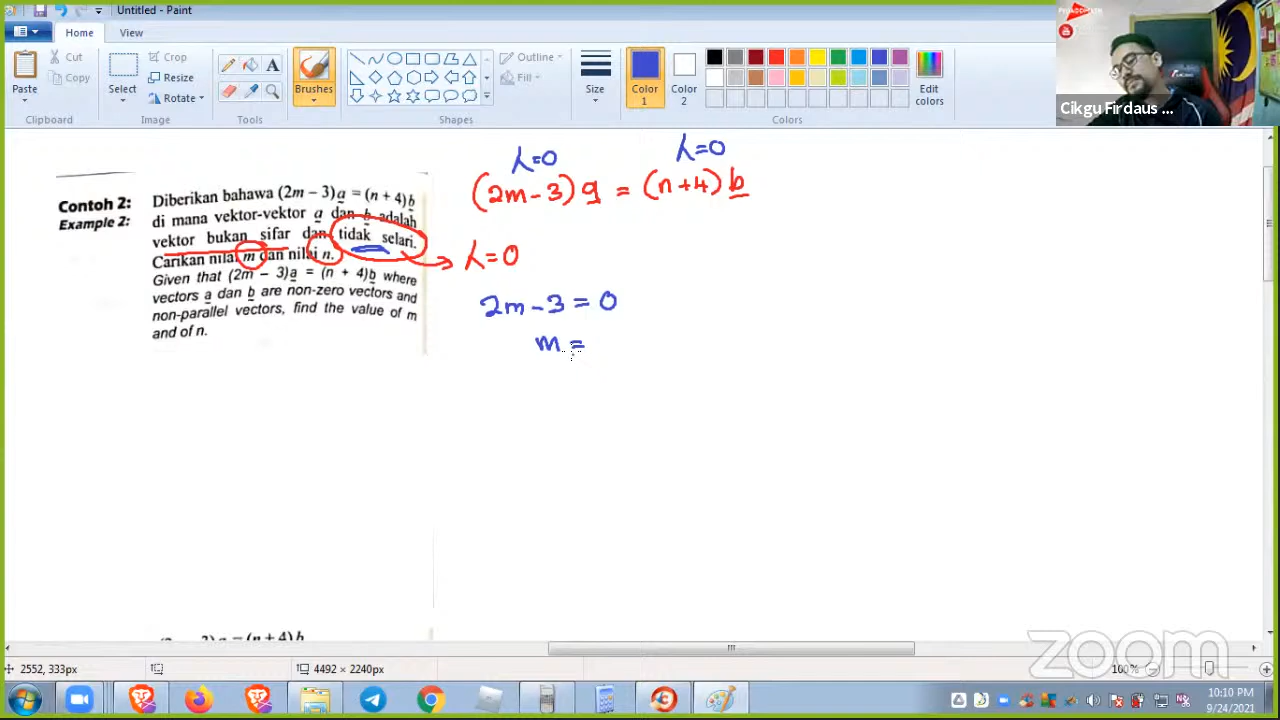 Untitled - Paint
Home
View
Paste
Cut
Copy
Clipboard
Select
Crop
Resize
Rotate
Image
A
Tools
Brushes
Shapes
Outline
Fill
Size
Color 1
Color 2
Edit colors
Colors
Cikgu Firdaus ...
Contoh 2:
Example 2:
Diberikan bahawa (2m − 3)a = (n + 4)b
di mana vektor-vektor a dan b adalah
vektor bukan sifar dan tidak selari.
Carikan nilai m dan nilai n.
Given that (2m − 3)a = (n + 4)b where
vectors a dan b are non-zero vectors and
non-parallel vectors, find the value of m
and of n.
λ=0 λ=0
(2m-3) a = (n+4) b
λ=0
2m-3 = 0
m =
zoom
2552, 333px
4492 × 2240px
100%
10:10 PM
9/24/2021